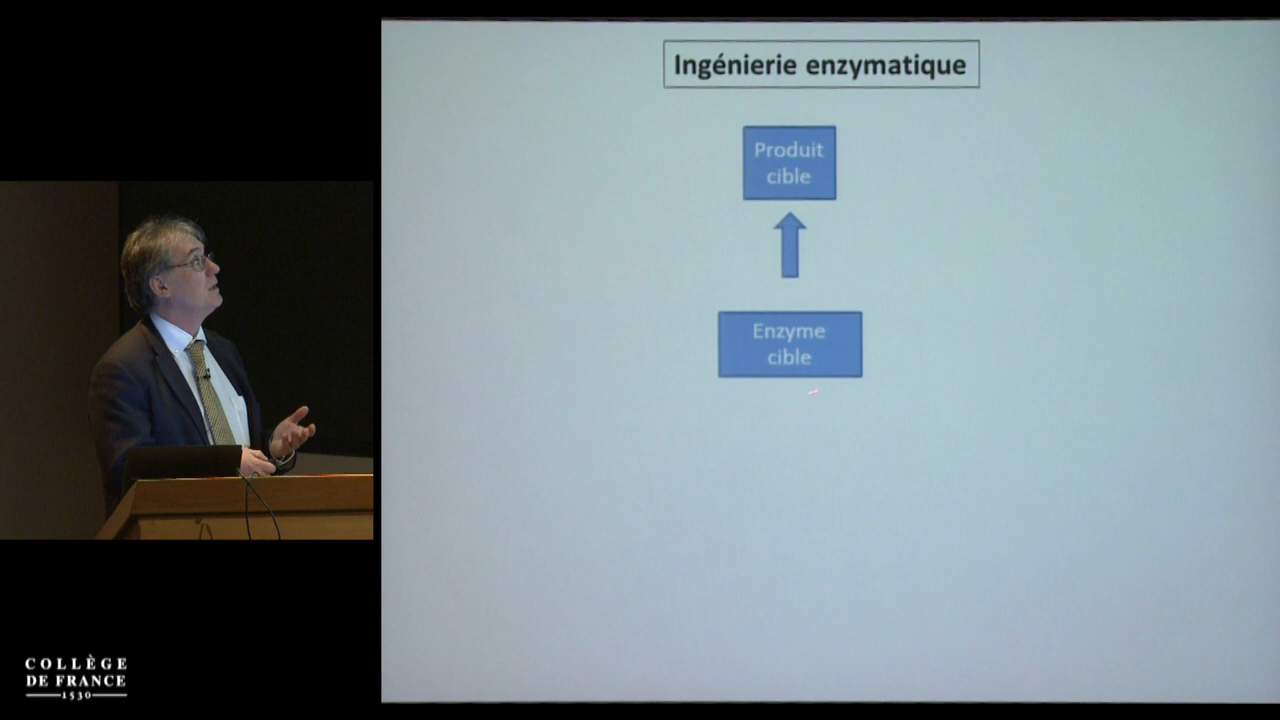 Ingénierie enzymatique
Produit
cible
Enzyme
cible
COLLÈGE
DE FRANCE
1530